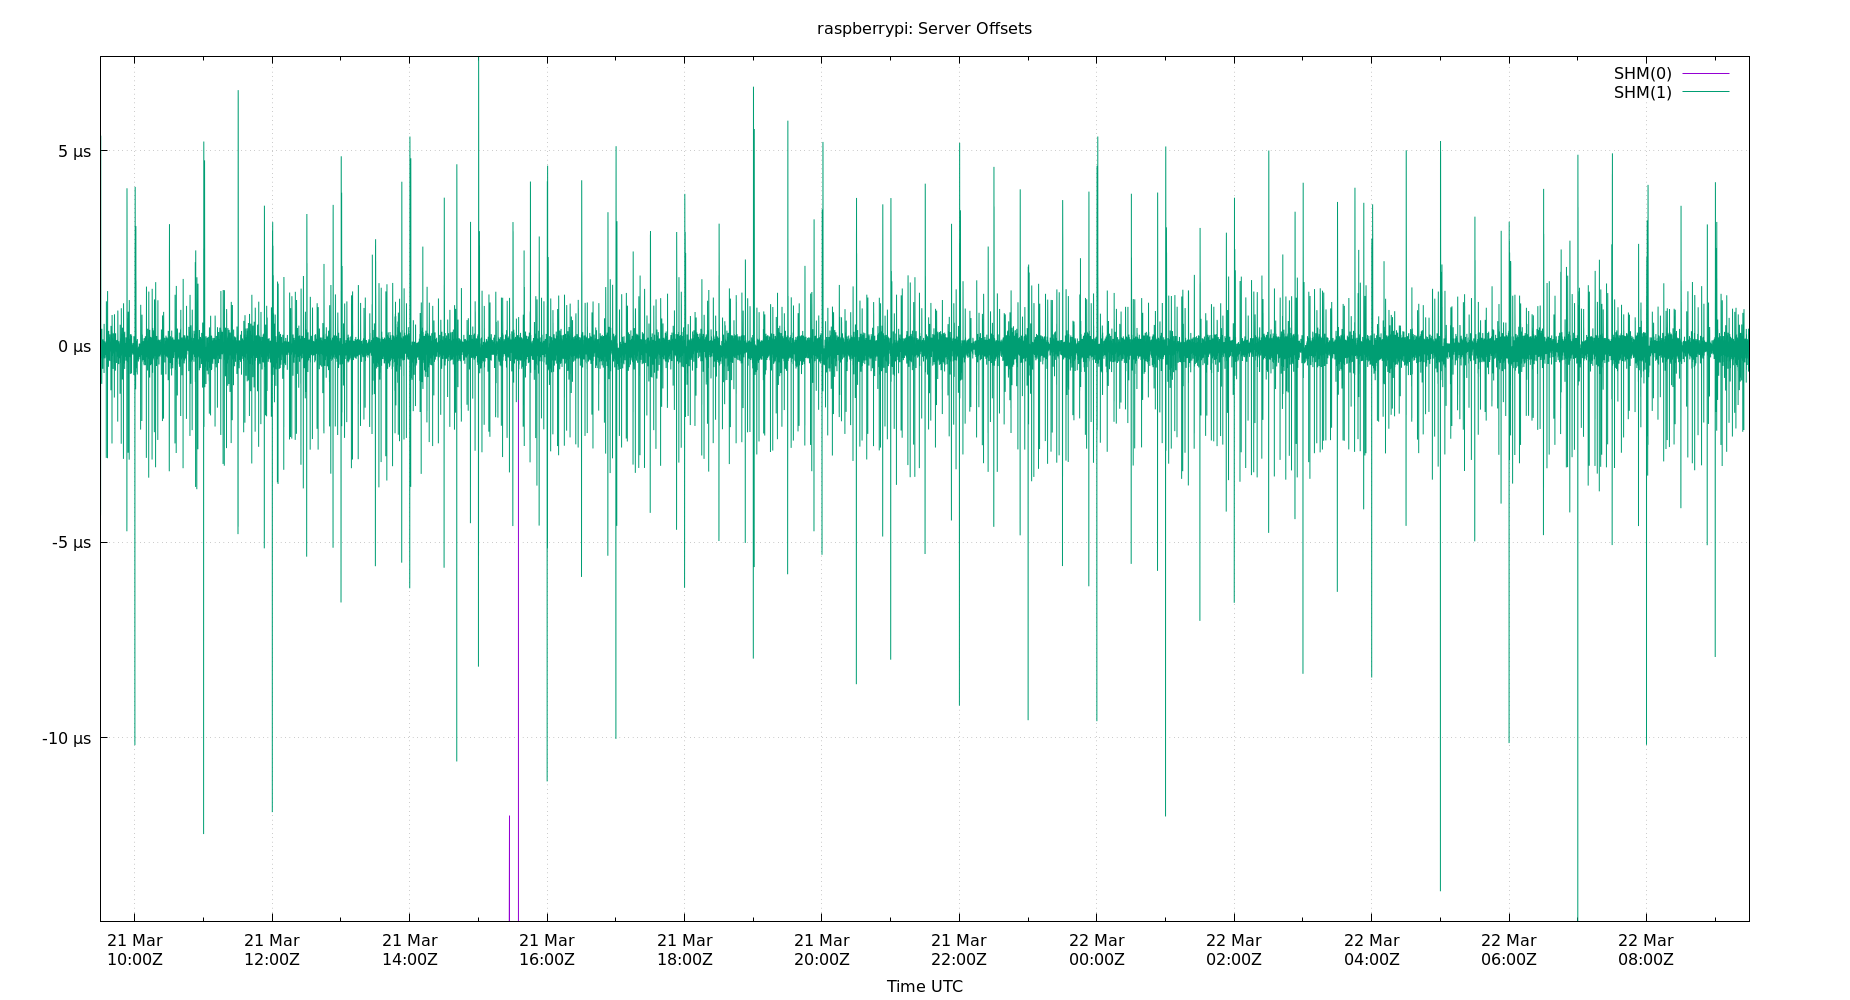 raspberrypi: Server Offsets
SHM(0)
SHM(1)
5 µs
0 µs
-5 µs
-10 µs
21 Mar 21 Mar 21 Mar 21 Mar 21 Mar 21 Mar 21 Mar 22 Mar 22 Mar 22 Mar 22 Mar 22 Mar
10:00Z 12:00Z 14:00Z 16:00Z 18:00Z 20:00Z 22:00Z 00:00Z 02:00Z 04:00Z 06:00Z 08:00Z
Time UTC